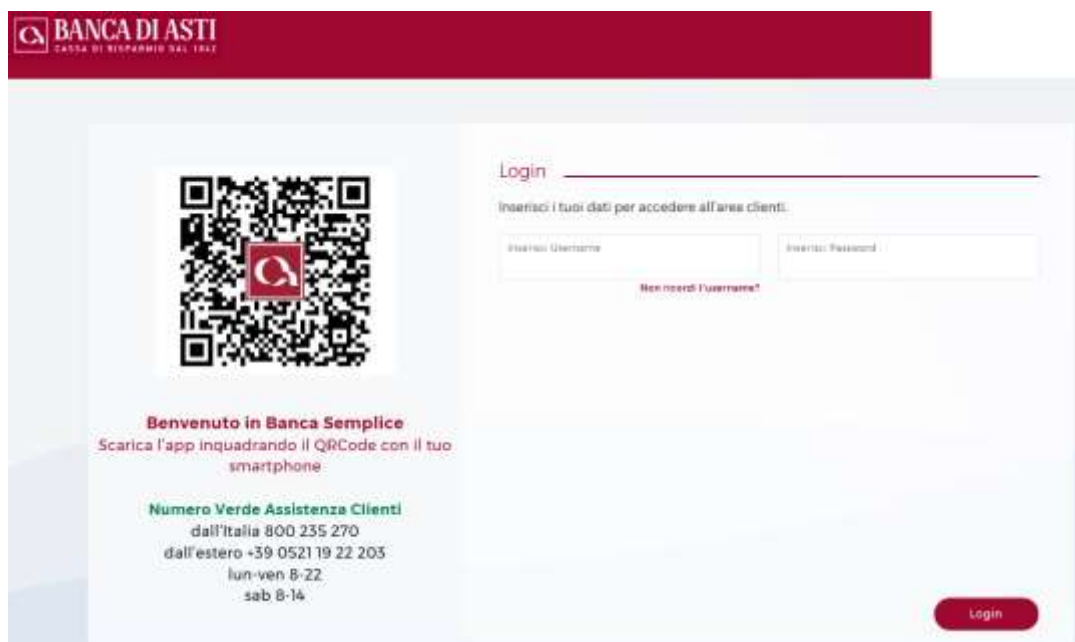 BANCA DI ASTI
CASSA DI RISPARMIO DAL 1842
Login
Inserisci i tuoi dati per accedere all'area clienti.
Inserisci Username
Inserisci Password
Non ricordi l'username?
Benvenuto in Banca Semplice
Scarica l'app inquadrando il QRCode con il tuo
smartphone
Numero Verde Assistenza Clienti
dall'Italia 800 235 270
dall'estero +39 0521 19 22 203
lun-ven 8-22
sab 8-14
Login